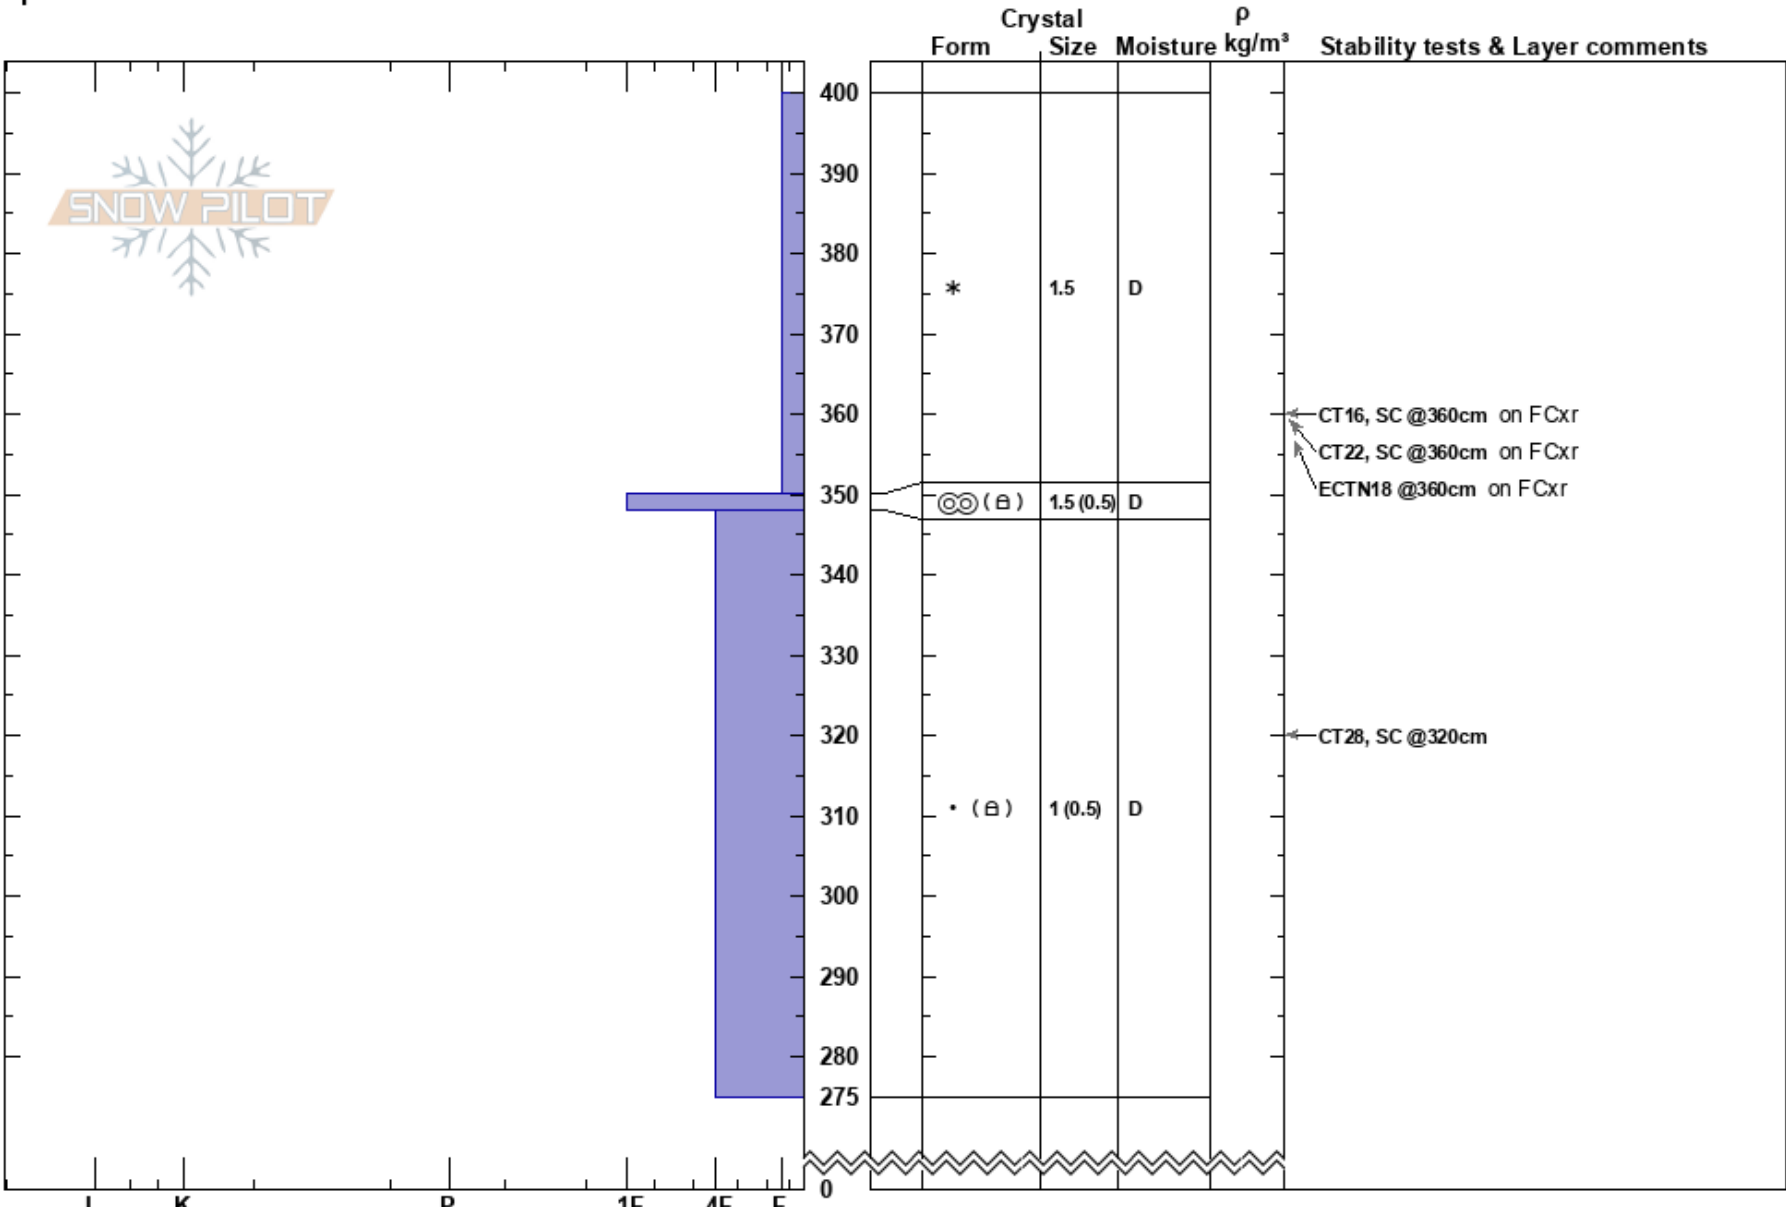 Crystal ρ
Form Size Moisture kg/m³ Stability tests & Layer comments
400
SNOW PILOT
390
380
* 1.5 D
370
360 CT16, SC @360cm on FCxr
CT22, SC @360cm on FCxr
350 ECTN18 @360cm on FCxr
1.5 (0.5) D
340
330
320 CT28, SC @320cm
310 1 (0.5) D
300
290
280
275
0
I K P 1F 4F F